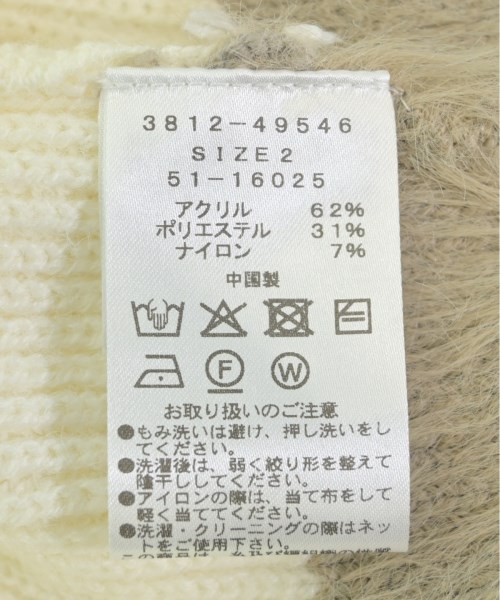 3812-49546
SIZE2
51-16025
アクリル 62%
ポリエステル 31%
ナイロン 7%
中国製
F
W
お取り扱いのご注意
●もみ洗いは避け、押し洗いをし
てください。
●洗濯後は、弱く絞り形を整えて
陰干ししてください。
●アイロンの際は、当て布をして
軽く当ててください。
●洗濯・クリーニングの際はネッ
トをご使用下さい。
この商品は、